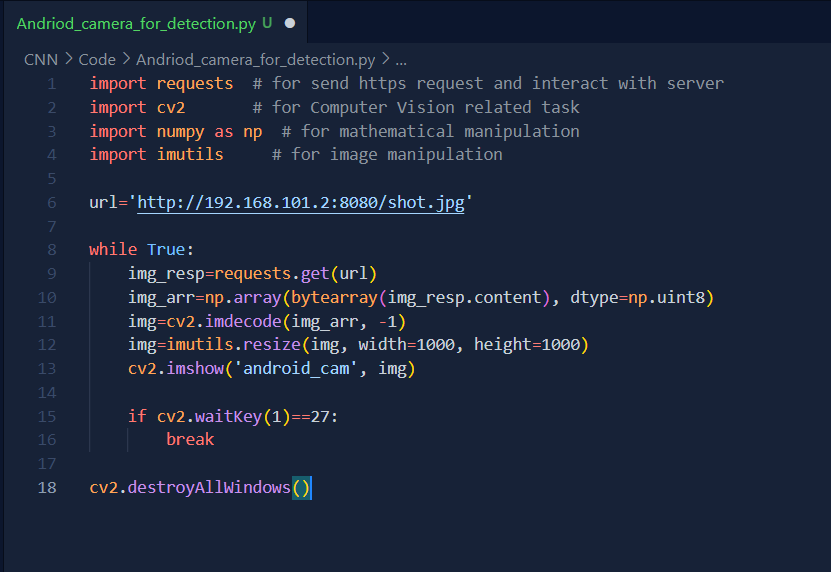 Andriod_camera_for_detection.py U ●
CNN > Code > Andriod_camera_for_detection.py > ...
1 import requests  # for send https request and interact with server
2 import cv2       # for Computer Vision related task
3 import numpy as np  # for mathematical manipulation
4 import imutils     # for image manipulation
5
6 url='http://192.168.101.2:8080/shot.jpg'
7
8 while True:
9     img_resp=requests.get(url)
10     img_arr=np.array(bytearray(img_resp.content), dtype=np.uint8)
11     img=cv2.imdecode(img_arr, -1)
12     img=imutils.resize(img, width=1000, height=1000)
13     cv2.imshow('android_cam', img)
14
15     if cv2.waitKey(1)==27:
16         break
17
18 cv2.destroyAllWindows()